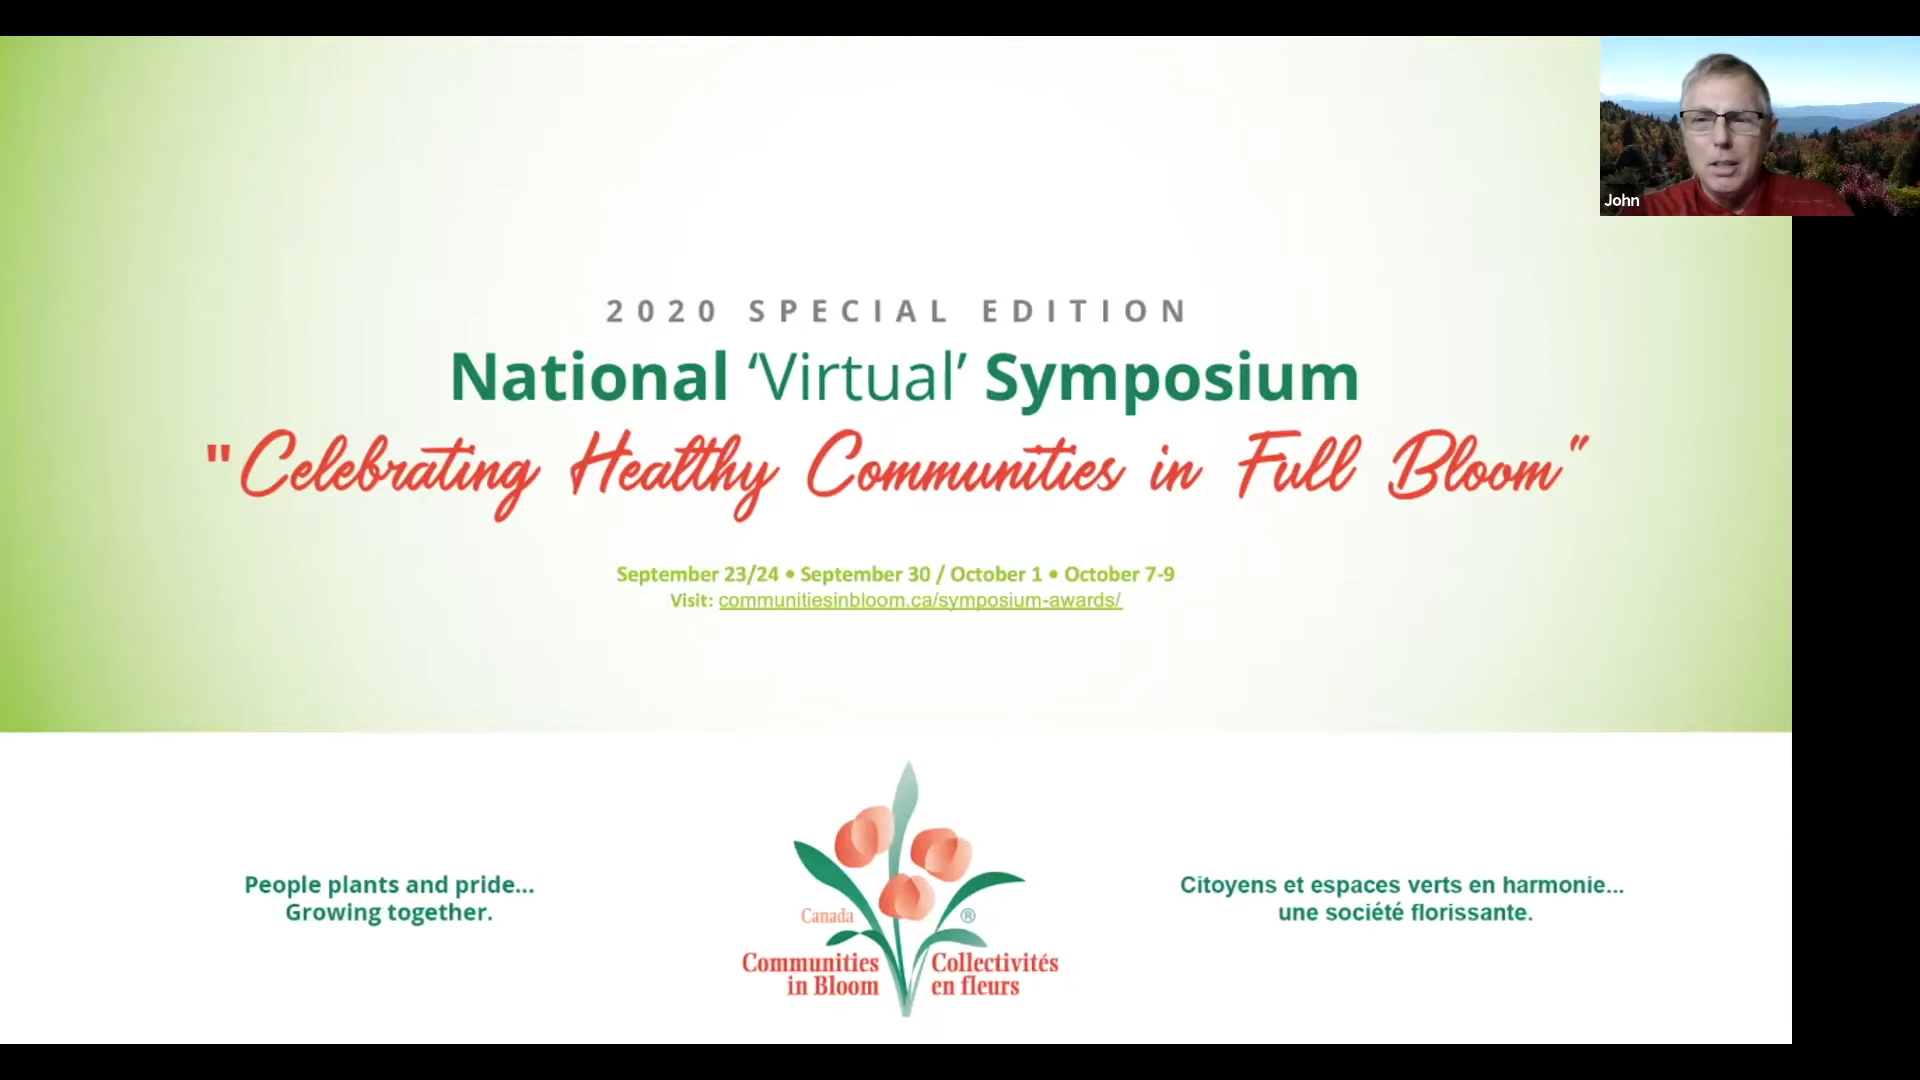 John
2020 SPECIAL EDITION
National ‘Virtual’ Symposium
"Celebrating Healthy Communities in Full Bloom"
September 23/24 • September 30 / October 1 • October 7-9
Visit: communitiesinbloom.ca/symposium-awards/
People plants and pride...
Growing together.
Canada ®
Communities
in Bloom
Collectivités
en fleurs
Citoyens et espaces verts en harmonie...
une société florissante.